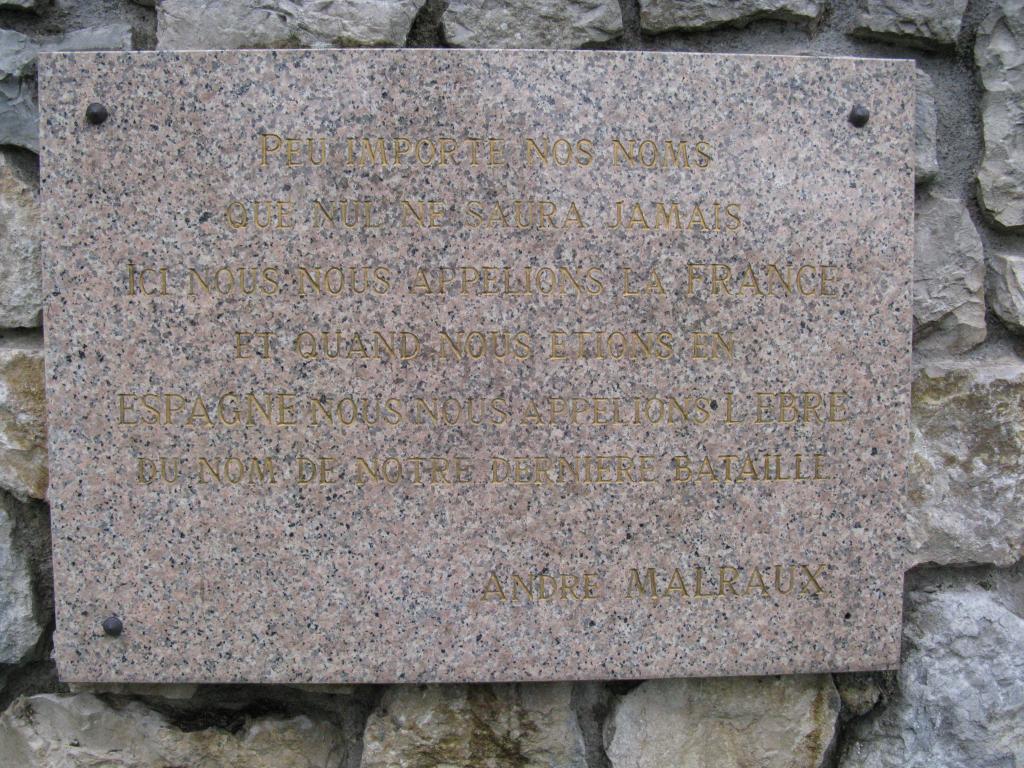 PEU IMPORTE NOS NOMS
QUE NUL NE SAURA JAMAIS
ICI NOUS NOUS APPELIONS LA FRANCE
ET QUAND NOUS ETIONS EN
ESPAGNE NOUS NOUS APPELIONS L'EBRE
DU NOM DE NOTRE DERNIERE BATAILLE
ANDRE MALRAUX